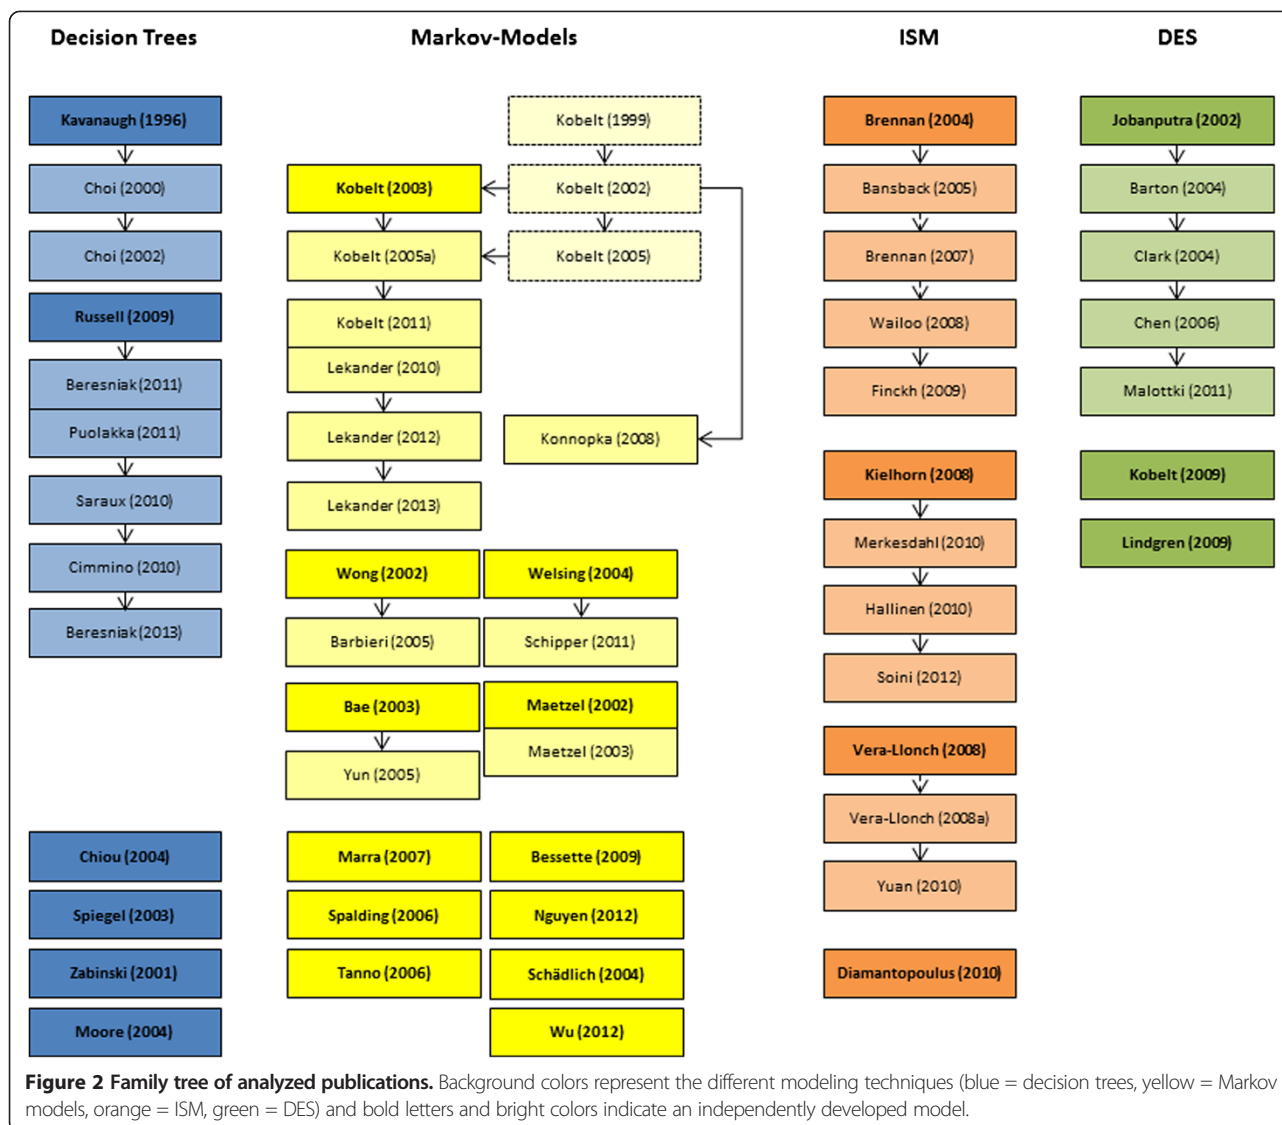 Decision Trees
Markov-Models
ISM
DES
Kavanaugh (1996)
Choi (2000)
Choi (2002)
Russell (2009)
Beresniak (2011)
Puolakka (2011)
Saraux (2010)
Cimmino (2010)
Beresniak (2013)
Chiou (2004)
Spiegel (2003)
Zabinski (2001)
Moore (2004)
Kobelt (1999)
Kobelt (2003)
Kobelt (2002)
Kobelt (2005a)
Kobelt (2005)
Kobelt (2011)
Lekander (2010)
Lekander (2012)
Konnopka (2008)
Lekander (2013)
Wong (2002)
Welsing (2004)
Barbieri (2005)
Schipper (2011)
Bae (2003)
Maetzel (2002)
Maetzel (2003)
Yun (2005)
Marra (2007)
Bessette (2009)
Spalding (2006)
Nguyen (2012)
Tanno (2006)
Schädlich (2004)
Wu (2012)
Brennan (2004)
Bansback (2005)
Brennan (2007)
Wailoo (2008)
Finckh (2009)
Kielhorn (2008)
Merkesdahl (2010)
Hallinen (2010)
Soini (2012)
Vera-Llonch (2008)
Vera-Llonch (2008a)
Yuan (2010)
Diamantopoulus (2010)
Jobanputra (2002)
Barton (2004)
Clark (2004)
Chen (2006)
Malottki (2011)
Kobelt (2009)
Lindgren (2009)
Figure 2 Family tree of analyzed publications. Background colors represent the different modeling techniques (blue = decision trees, yellow = Markov
models, orange = ISM, green = DES) and bold letters and bright colors indicate an independently developed model.